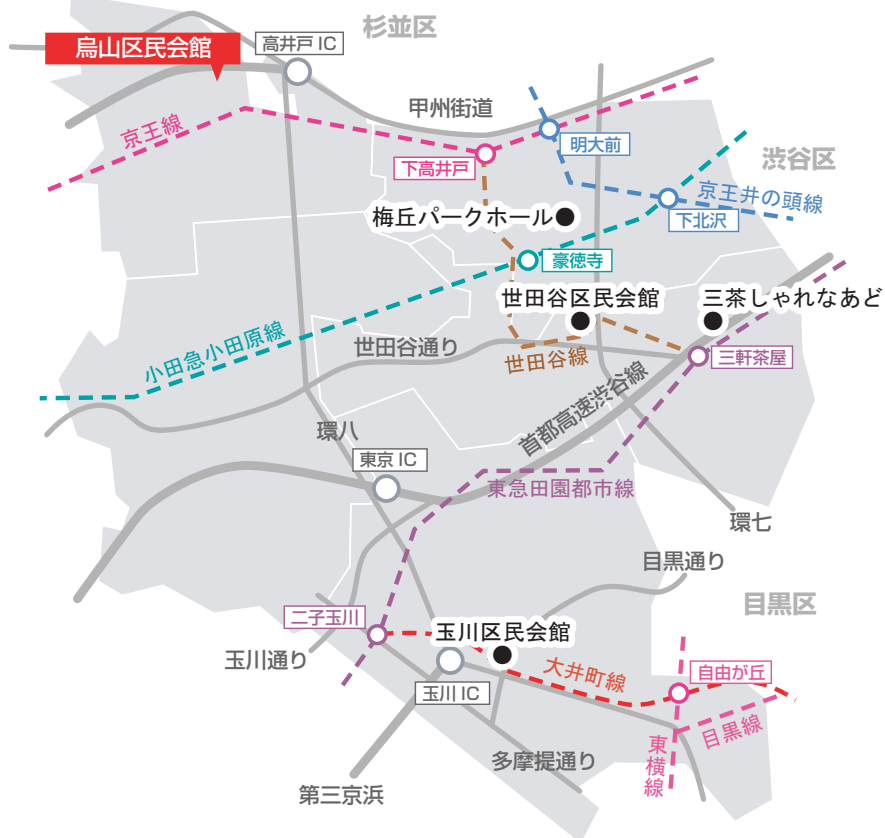 杉並区
烏山区民会館
高井戸 IC
甲州街道
京王線
明大前
下高井戸
渋谷区
京王井の頭線
梅丘パークホール
下北沢
豪徳寺
世田谷区民会館
三茶しゃれなあど
小田急小田原線
世田谷通り
世田谷線
三軒茶屋
首都高速渋谷線
環八
東京 IC
東急田園都市線
環七
目黒通り
目黒区
二子玉川
玉川区民会館
玉川通り
大井町線
自由が丘
玉川 IC
目黒線
東横線
多摩提通り
第三京浜